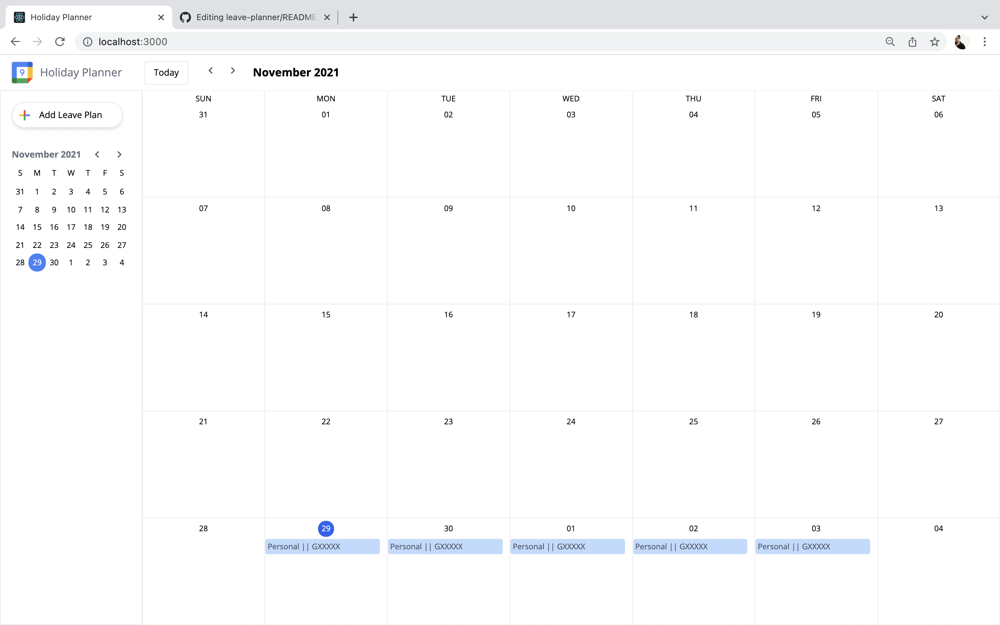 Holiday Planner
Editing leave-planner/README
localhost:3000
9
Holiday Planner
Today
November 2021
Add Leave Plan
November 2021
S M T W T F S
31 1 2 3 4 5 6
7 8 9 10 11 12 13
14 15 16 17 18 19 20
21 22 23 24 25 26 27
28 29 30 1 2 3 4
SUN MON TUE WED THU FRI SAT
31 01 02 03 04 05 06
07 08 09 10 11 12 13
14 15 16 17 18 19 20
21 22 23 24 25 26 27
28 29 30 01 02 03 04
Personal || GXXXXX Personal || GXXXXX Personal || GXXXXX Personal || GXXXXX Personal || GXXXXX